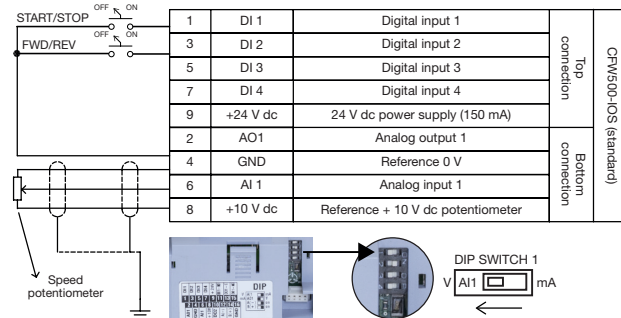 START/STOP
OFF ON
FWD/REV
OFF ON
1 DI 1 Digital input 1
3 DI 2 Digital input 2
5 DI 3 Digital input 3
7 DI 4 Digital input 4
9 +24 V dc 24 V dc power supply (150 mA)
2 AO1 Analog output 1
4 GND Reference 0 V
6 AI 1 Analog input 1
8 +10 V dc Reference + 10 V dc potentiometer
Top
connection
Bottom
connection
CFW500-IOS (standard)
Speed
potentiometer
DIP
DIP SWITCH 1
V AI1 mA